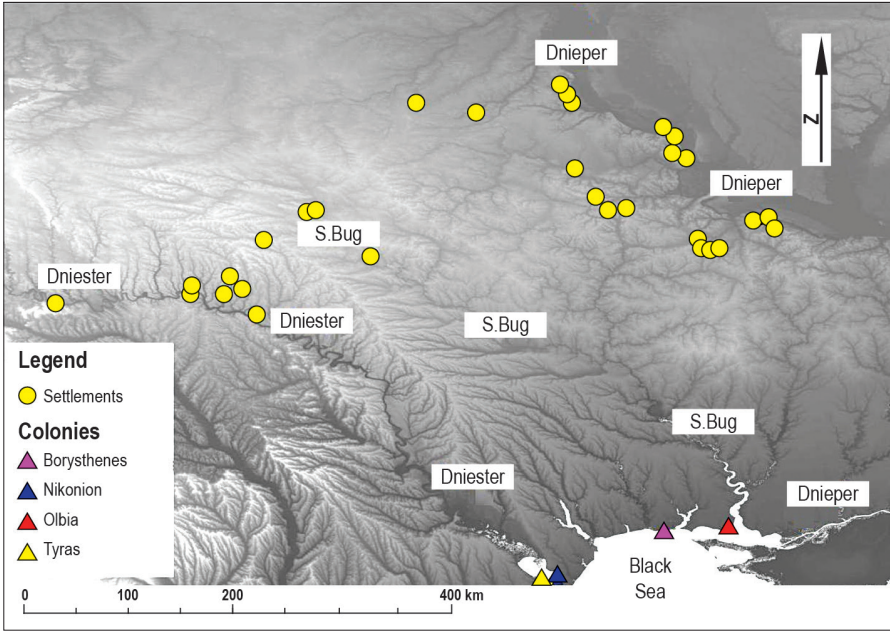 Dnieper
N
Dnieper
S.Bug
Dniester
Dniester
S.Bug
Legend
Settlements
Colonies
Borysthenes
Nikonion
Olbia
Tyras
S.Bug
Dniester
Dnieper
Black
Sea
0 100 200 400 km